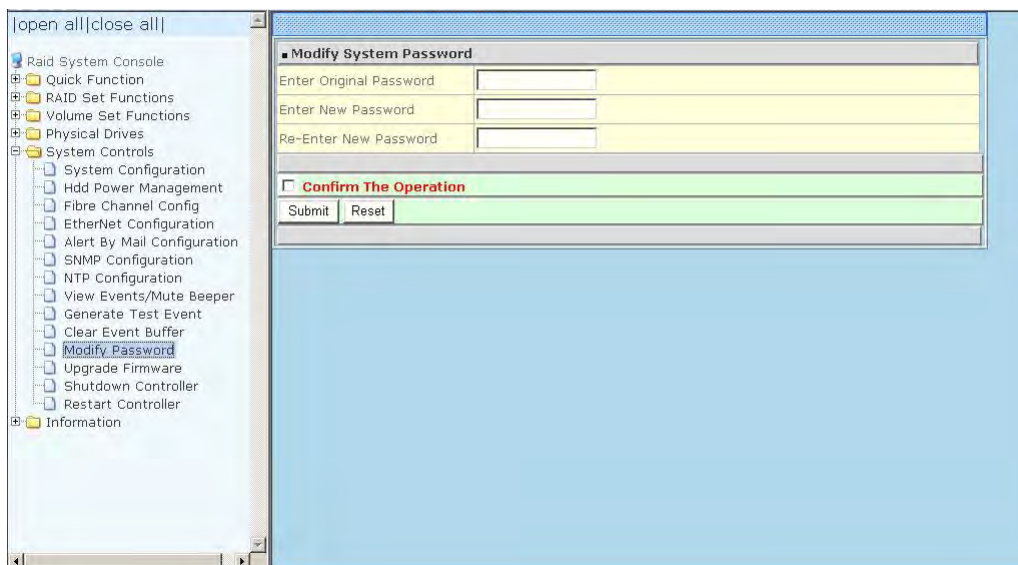 |open all|close all|
Raid System Console
Quick Function
RAID Set Functions
Volume Set Functions
Physical Drives
System Controls
System Configuration
Hdd Power Management
Fibre Channel Config
EtherNet Configuration
Alert By Mail Configuration
SNMP Configuration
NTP Configuration
View Events/Mute Beeper
Generate Test Event
Clear Event Buffer
Modify Password
Upgrade Firmware
Shutdown Controller
Restart Controller
Information
Modify System Password
Enter Original Password
Enter New Password
Re-Enter New Password
Confirm The Operation
Submit Reset